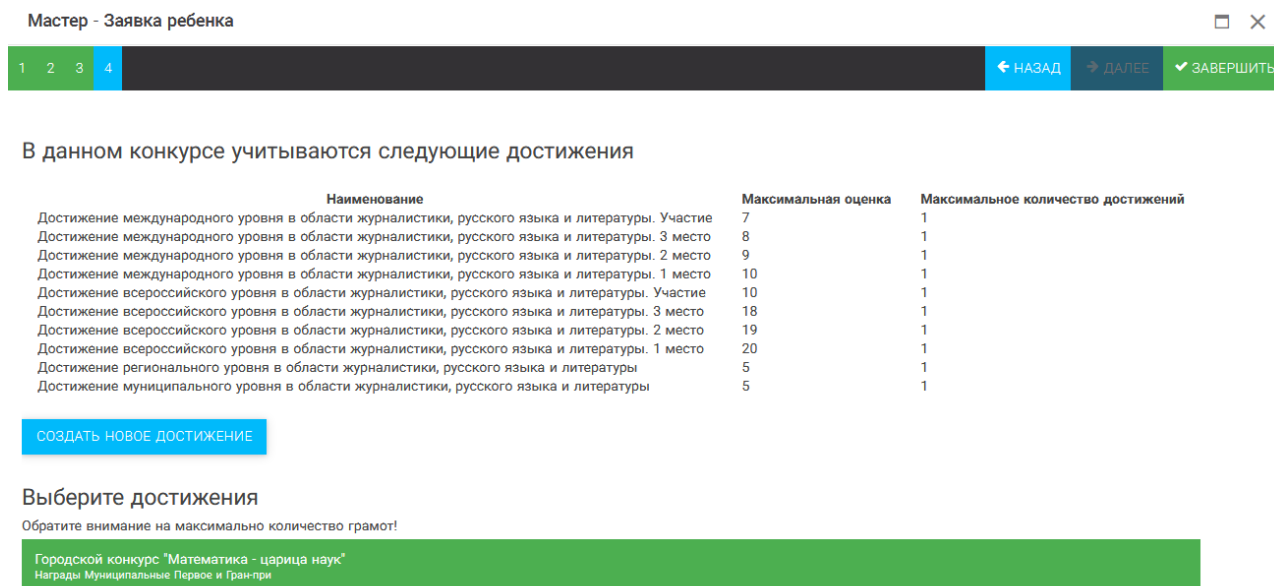 Мастер - Заявка ребенка
1 2 3 4 НАЗАД ДАЛЕЕ ЗАВЕРШИТЬ
В данном конкурсе учитываются следующие достижения
Наименование Максимальная оценка Максимальное количество достижений
Достижение международного уровня в области журналистики, русского языка и литературы. Участие 7 1
Достижение международного уровня в области журналистики, русского языка и литературы. 3 место 8 1
Достижение международного уровня в области журналистики, русского языка и литературы. 2 место 9 1
Достижение международного уровня в области журналистики, русского языка и литературы. 1 место 10 1
Достижение всероссийского уровня в области журналистики, русского языка и литературы. Участие 10 1
Достижение всероссийского уровня в области журналистики, русского языка и литературы. 3 место 18 1
Достижение всероссийского уровня в области журналистики, русского языка и литературы. 2 место 19 1
Достижение всероссийского уровня в области журналистики, русского языка и литературы. 1 место 20 1
Достижение регионального уровня в области журналистики, русского языка и литературы 5 1
Достижение муниципального уровня в области журналистики, русского языка и литературы 5 1
СОЗДАТЬ НОВОЕ ДОСТИЖЕНИЕ
Выберите достижения
Обратите внимание на максимально количество грамот!
Городской конкурс "Математика - царица наук"
Награды Муниципальные Первое и Гран-при